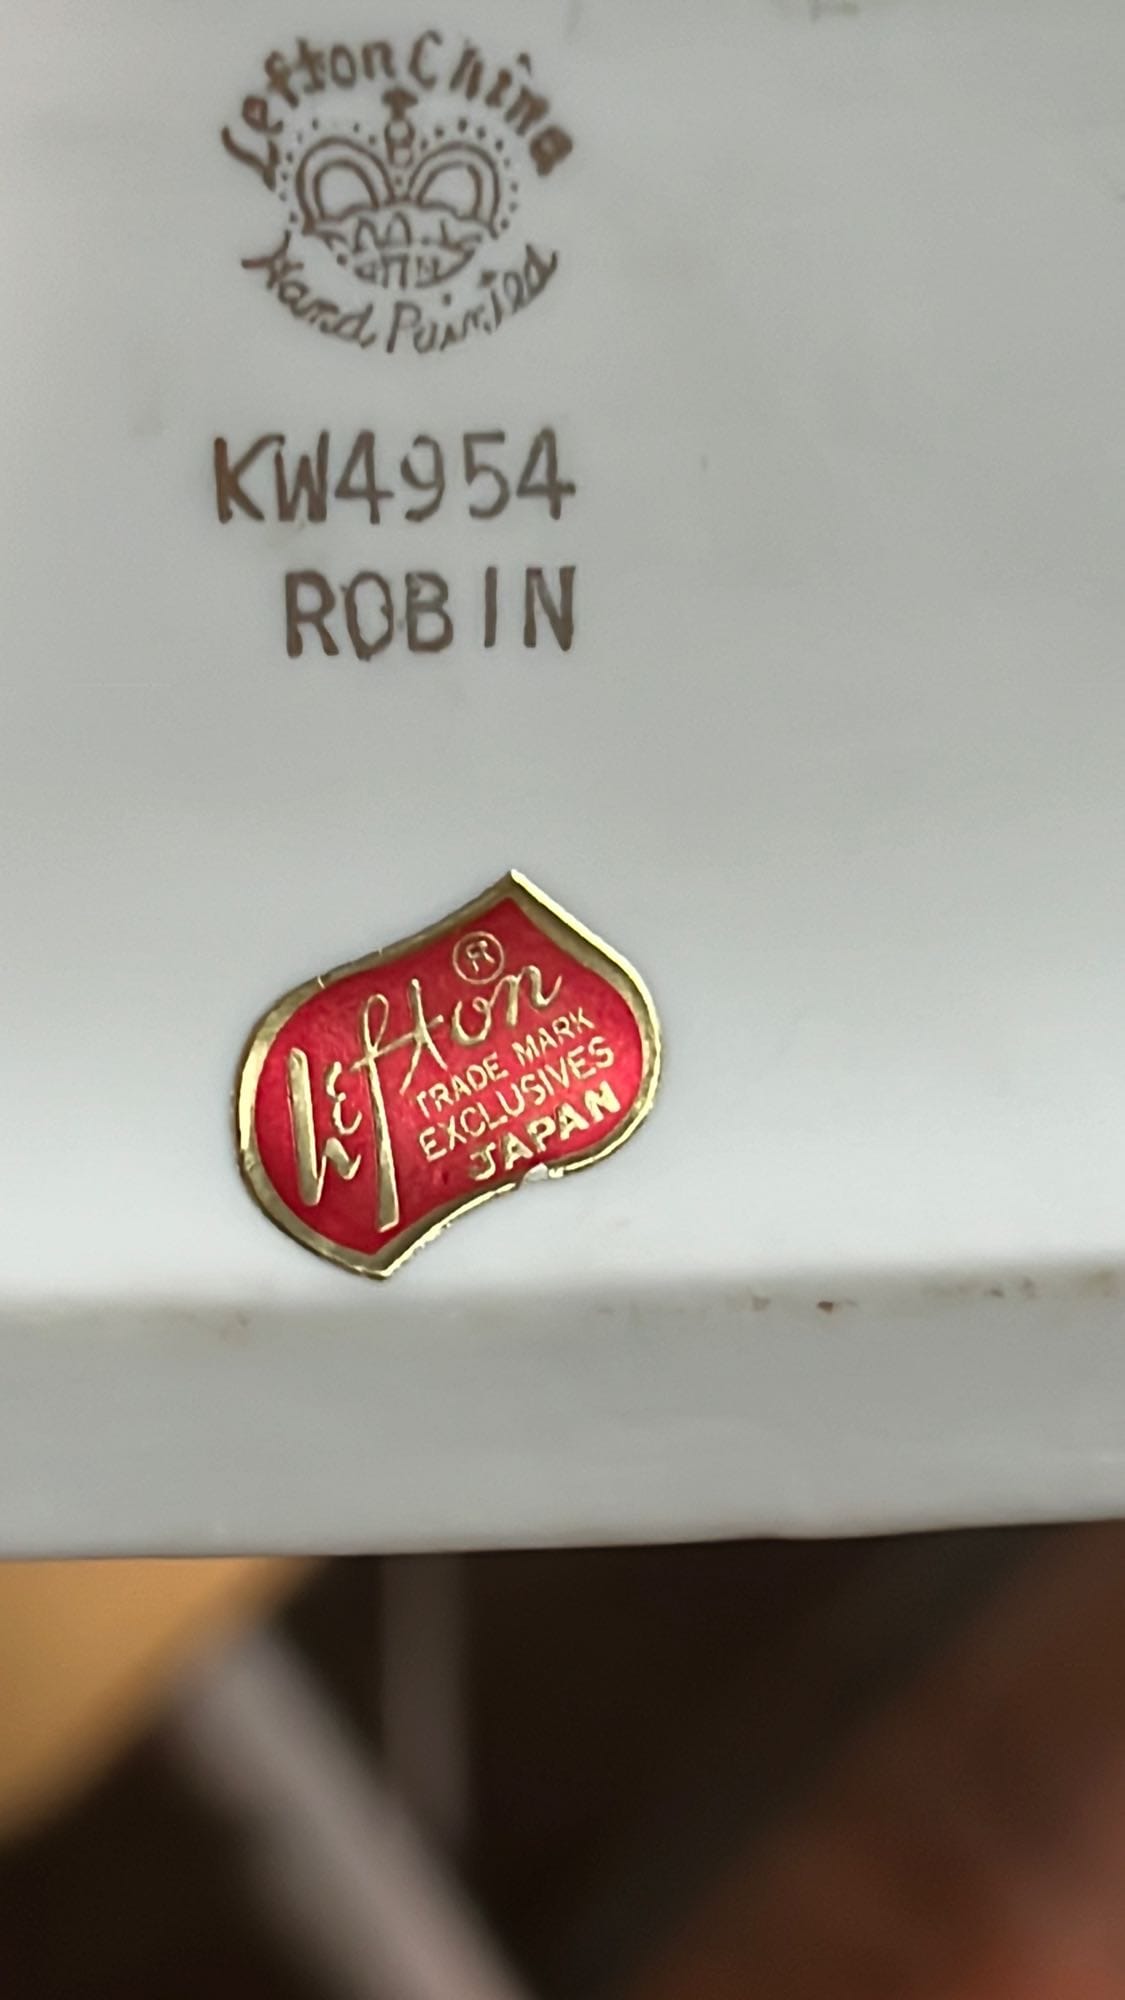 Lefton China
Hand Painted
KW4954
ROBIN
Lefton ®
TRADE MARK
EXCLUSIVES
JAPAN